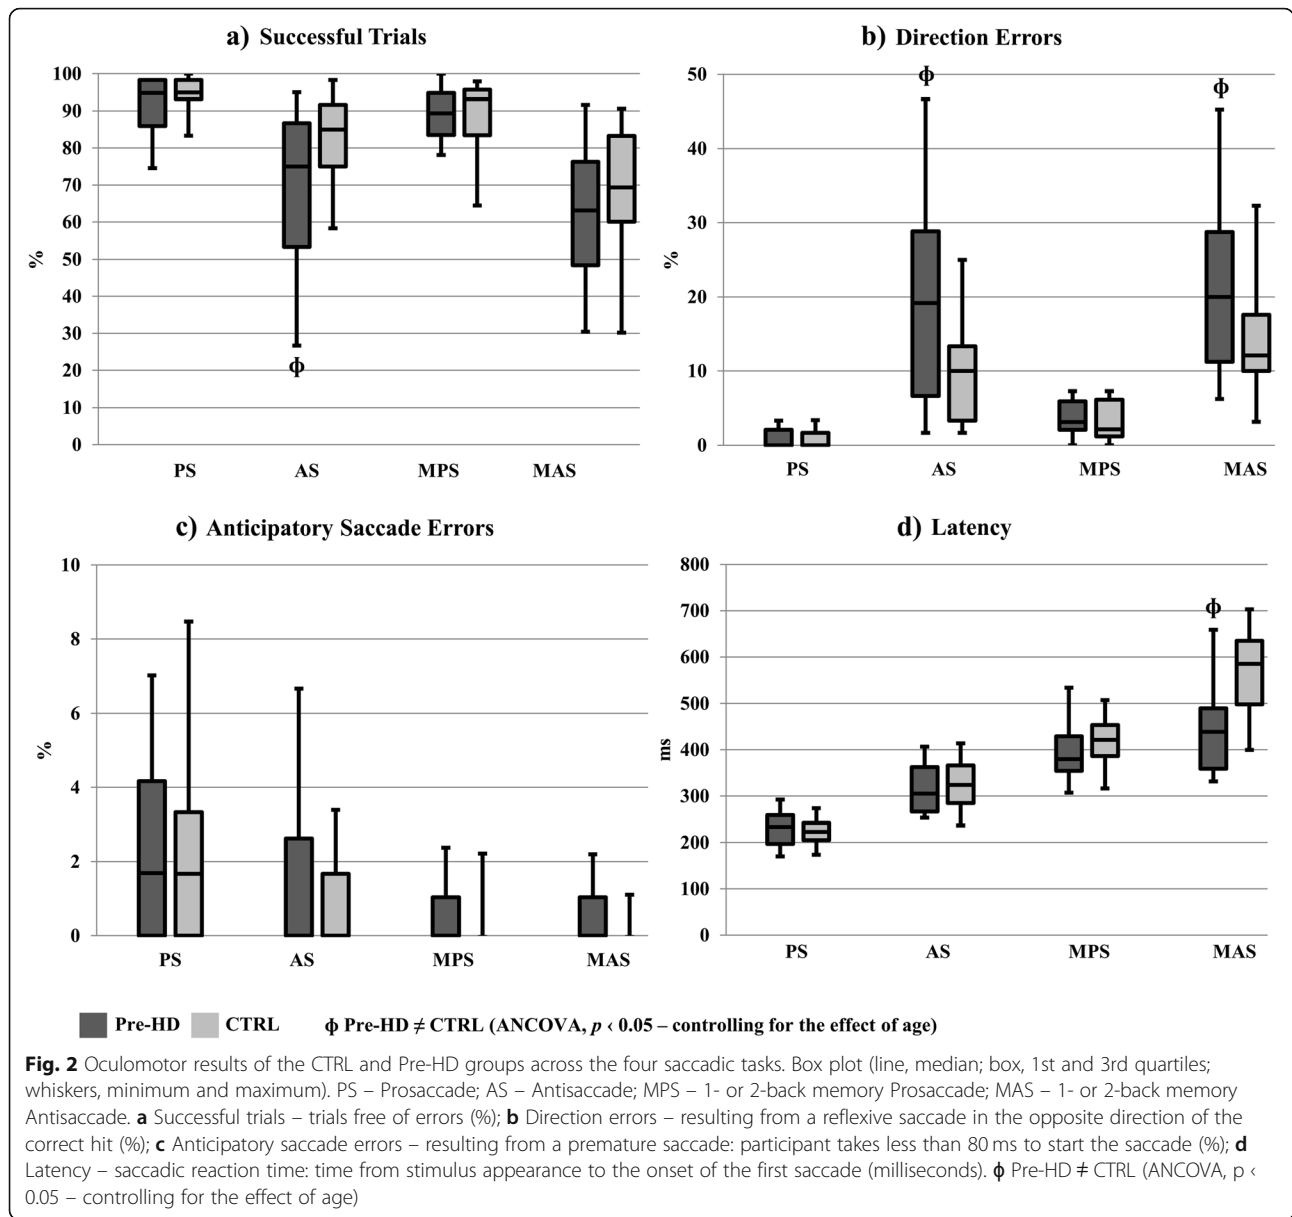 a) Successful Trials
100
90
80
70
60
50
40
30
20
10
0
%
ϕ
PS AS MPS MAS
b) Direction Errors
50
40
30
20
10
0
%
ϕ ϕ
PS AS MPS MAS
c) Anticipatory Saccade Errors
10
8
6
4
2
0
%
PS AS MPS MAS
d) Latency
800
700
600
500
400
300
200
100
0
ms
ϕ
PS AS MPS MAS
Pre-HD CTRL ϕ Pre-HD ≠ CTRL (ANCOVA, p ‹ 0.05 – controlling for the effect of age)
Fig. 2 Oculomotor results of the CTRL and Pre-HD groups across the four saccadic tasks. Box plot (line, median; box, 1st and 3rd quartiles;
whiskers, minimum and maximum). PS – Prosaccade; AS – Antisaccade; MPS – 1- or 2-back memory Prosaccade; MAS – 1- or 2-back memory
Antisaccade. a Successful trials – trials free of errors (%); b Direction errors – resulting from a reflexive saccade in the opposite direction of the
correct hit (%); c Anticipatory saccade errors – resulting from a premature saccade: participant takes less than 80 ms to start the saccade (%); d
Latency – saccadic reaction time: time from stimulus appearance to the onset of the first saccade (milliseconds). ϕ Pre-HD ≠ CTRL (ANCOVA, p ‹
0.05 – controlling for the effect of age)